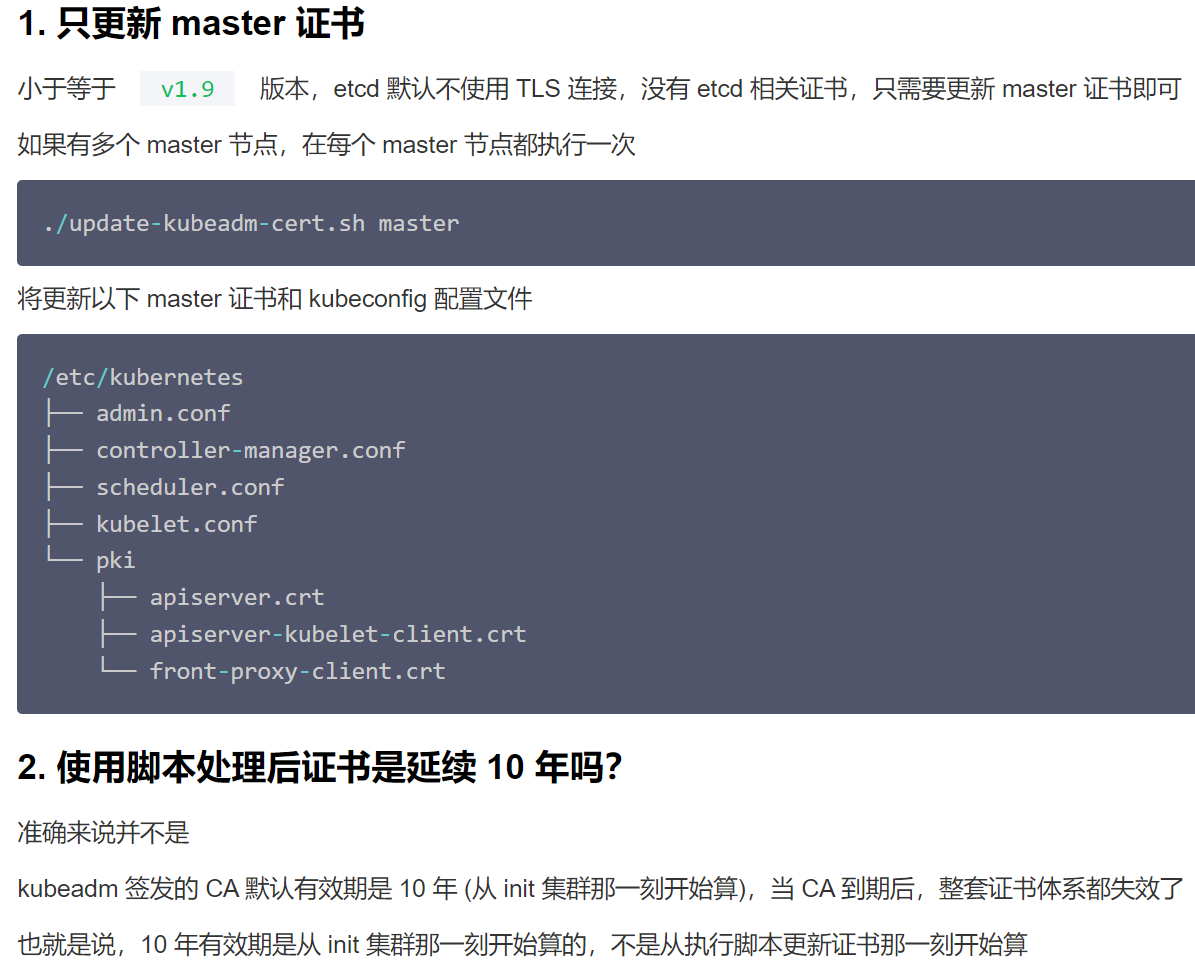 1. 只更新 master 证书
小于等于 v1.9 版本，etcd 默认不使用 TLS 连接，没有 etcd 相关证书，只需要更新 master 证书即可
如果有多个 master 节点，在每个 master 节点都执行一次
./update-kubeadm-cert.sh master
将更新以下 master 证书和 kubeconfig 配置文件
/etc/kubernetes
├── admin.conf
├── controller-manager.conf
├── scheduler.conf
├── kubelet.conf
└── pki
    ├── apiserver.crt
    ├── apiserver-kubelet-client.crt
    └── front-proxy-client.crt
2. 使用脚本处理后证书是延续 10 年吗？
准确来说并不是
kubeadm 签发的 CA 默认有效期是 10 年 (从 init 集群那一刻开始算)，当 CA 到期后，整套证书体系都失效了
也就是说，10 年有效期是从 init 集群那一刻开始算的，不是从执行脚本更新证书那一刻开始算